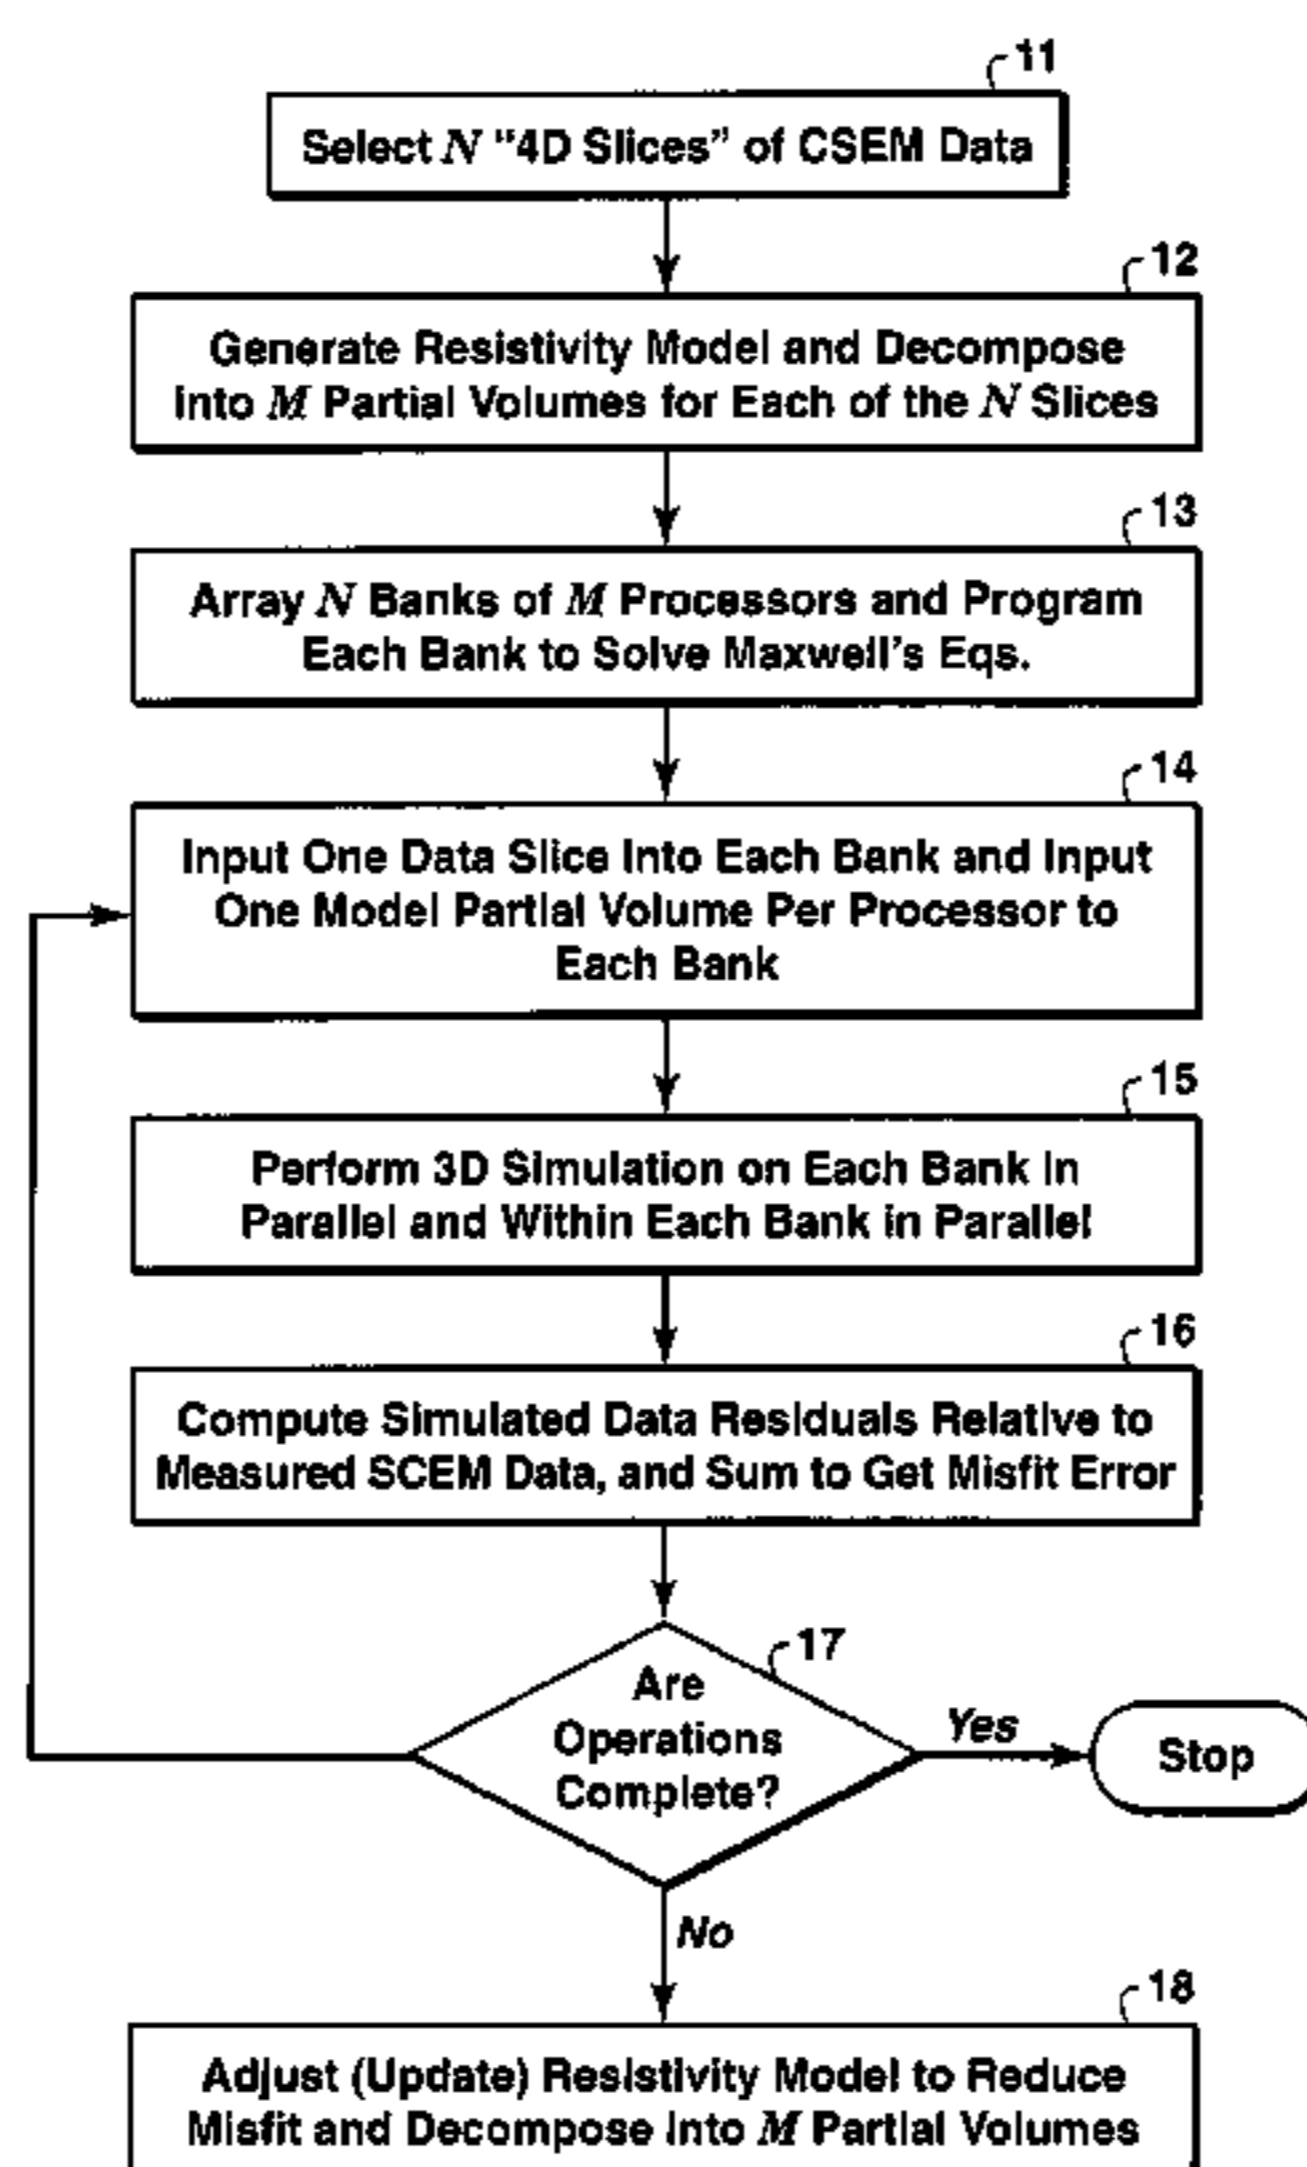 11
Select N “4D Slices” of CSEM Data
12
Generate Resistivity Model and Decompose
into M Partial Volumes for Each of the N Slices
13
Array N Banks of M Processors and Program
Each Bank to Solve Maxwell's Eqs.
14
Input One Data Slice Into Each Bank and Input
One Model Partial Volume Per Processor to
Each Bank
15
Perform 3D Simulation on Each Bank in
Parallel and Within Each Bank in Parallel
16
Compute Simulated Data Residuals Relative to
Measured SCEM Data, and Sum to Get Misfit Error
17
Are
Operations
Complete?
Yes
Stop
No
18
Adjust (Update) Resistivity Model to Reduce
Misfit and Decompose into M Partial Volumes